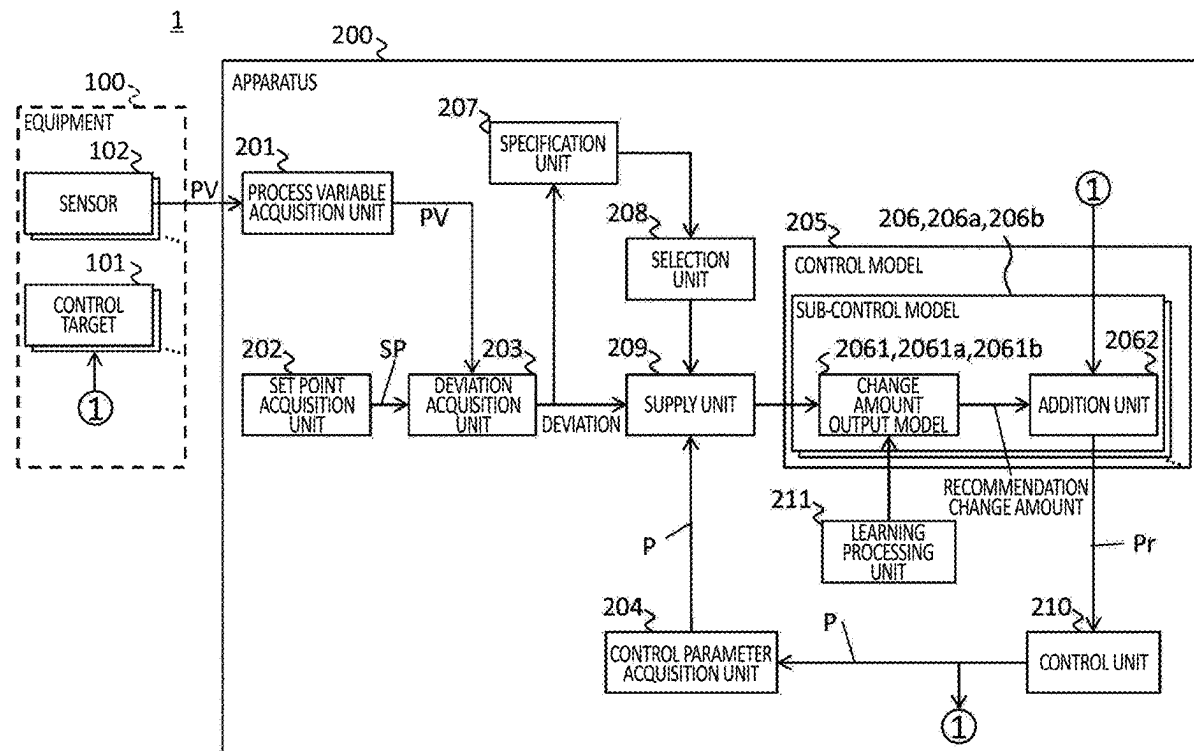 1
200
APPARATUS
100
EQUIPMENT
102
SENSOR
PV
101
CONTROL
TARGET
1
201
PROCESS VARIABLE
ACQUISITION UNIT
PV
207
SPECIFICATION
UNIT
208
SELECTION
UNIT
202
SET POINT
ACQUISITION
UNIT
SP
203
DEVIATION
ACQUISITION
UNIT
DEVIATION
209
SUPPLY UNIT
1
206,206a,206b
205
CONTROL MODEL
SUB-CONTROL MODEL
2061,2061a,2061b
CHANGE
AMOUNT
OUTPUT MODEL
2062
ADDITION UNIT
RECOMMENDATION
CHANGE AMOUNT
211
LEARNING
PROCESSING
UNIT
P
Pr
204
CONTROL PARAMETER
ACQUISITION UNIT
P
210
CONTROL UNIT
1